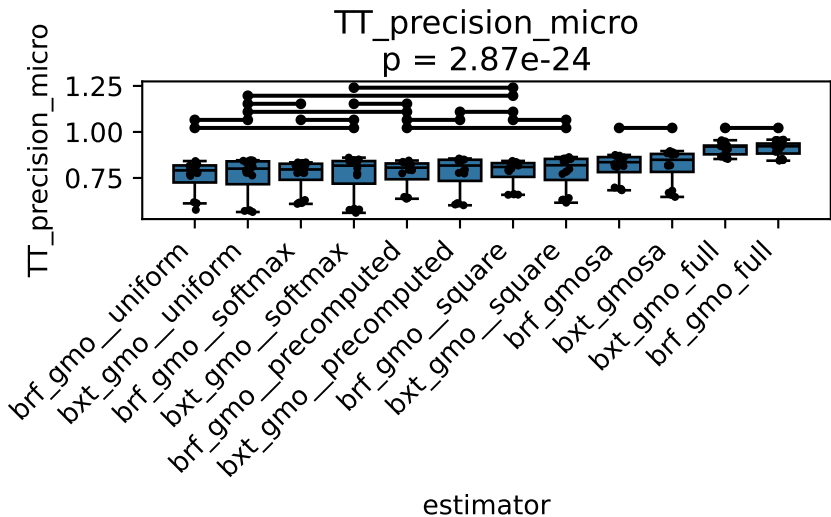 TT_precision_micro
p = 2.87e-24
TT_precision_micro
1.25
1.00
0.75
brf_gmo__uniform
bxt_gmo__uniform
brf_gmo__softmax
bxt_gmo__softmax
brf_gmo__precomputed
bxt_gmo__precomputed
brf_gmo__square
bxt_gmo__square
brf_gmosa
bxt_gmosa
bxt_gmo_full
brf_gmo_full
estimator